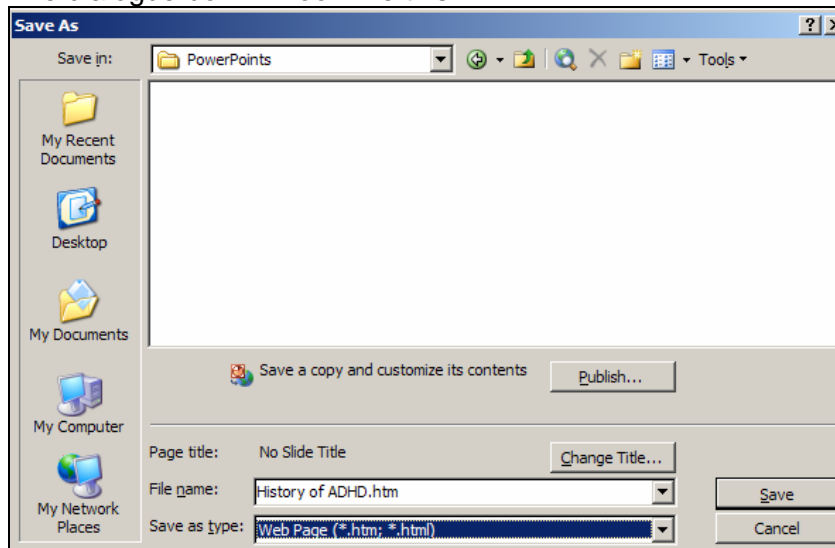 Save As
Save in:
PowerPoints
Tools
My Recent
Documents
Desktop
My Documents
My Computer
My Network
Places
Save a copy and customize its contents
Publish...
Page title:
No Slide Title
Change Title...
File name:
History of ADHD.htm
Save
Save as type:
Web Page (*.htm; *.html)
Cancel